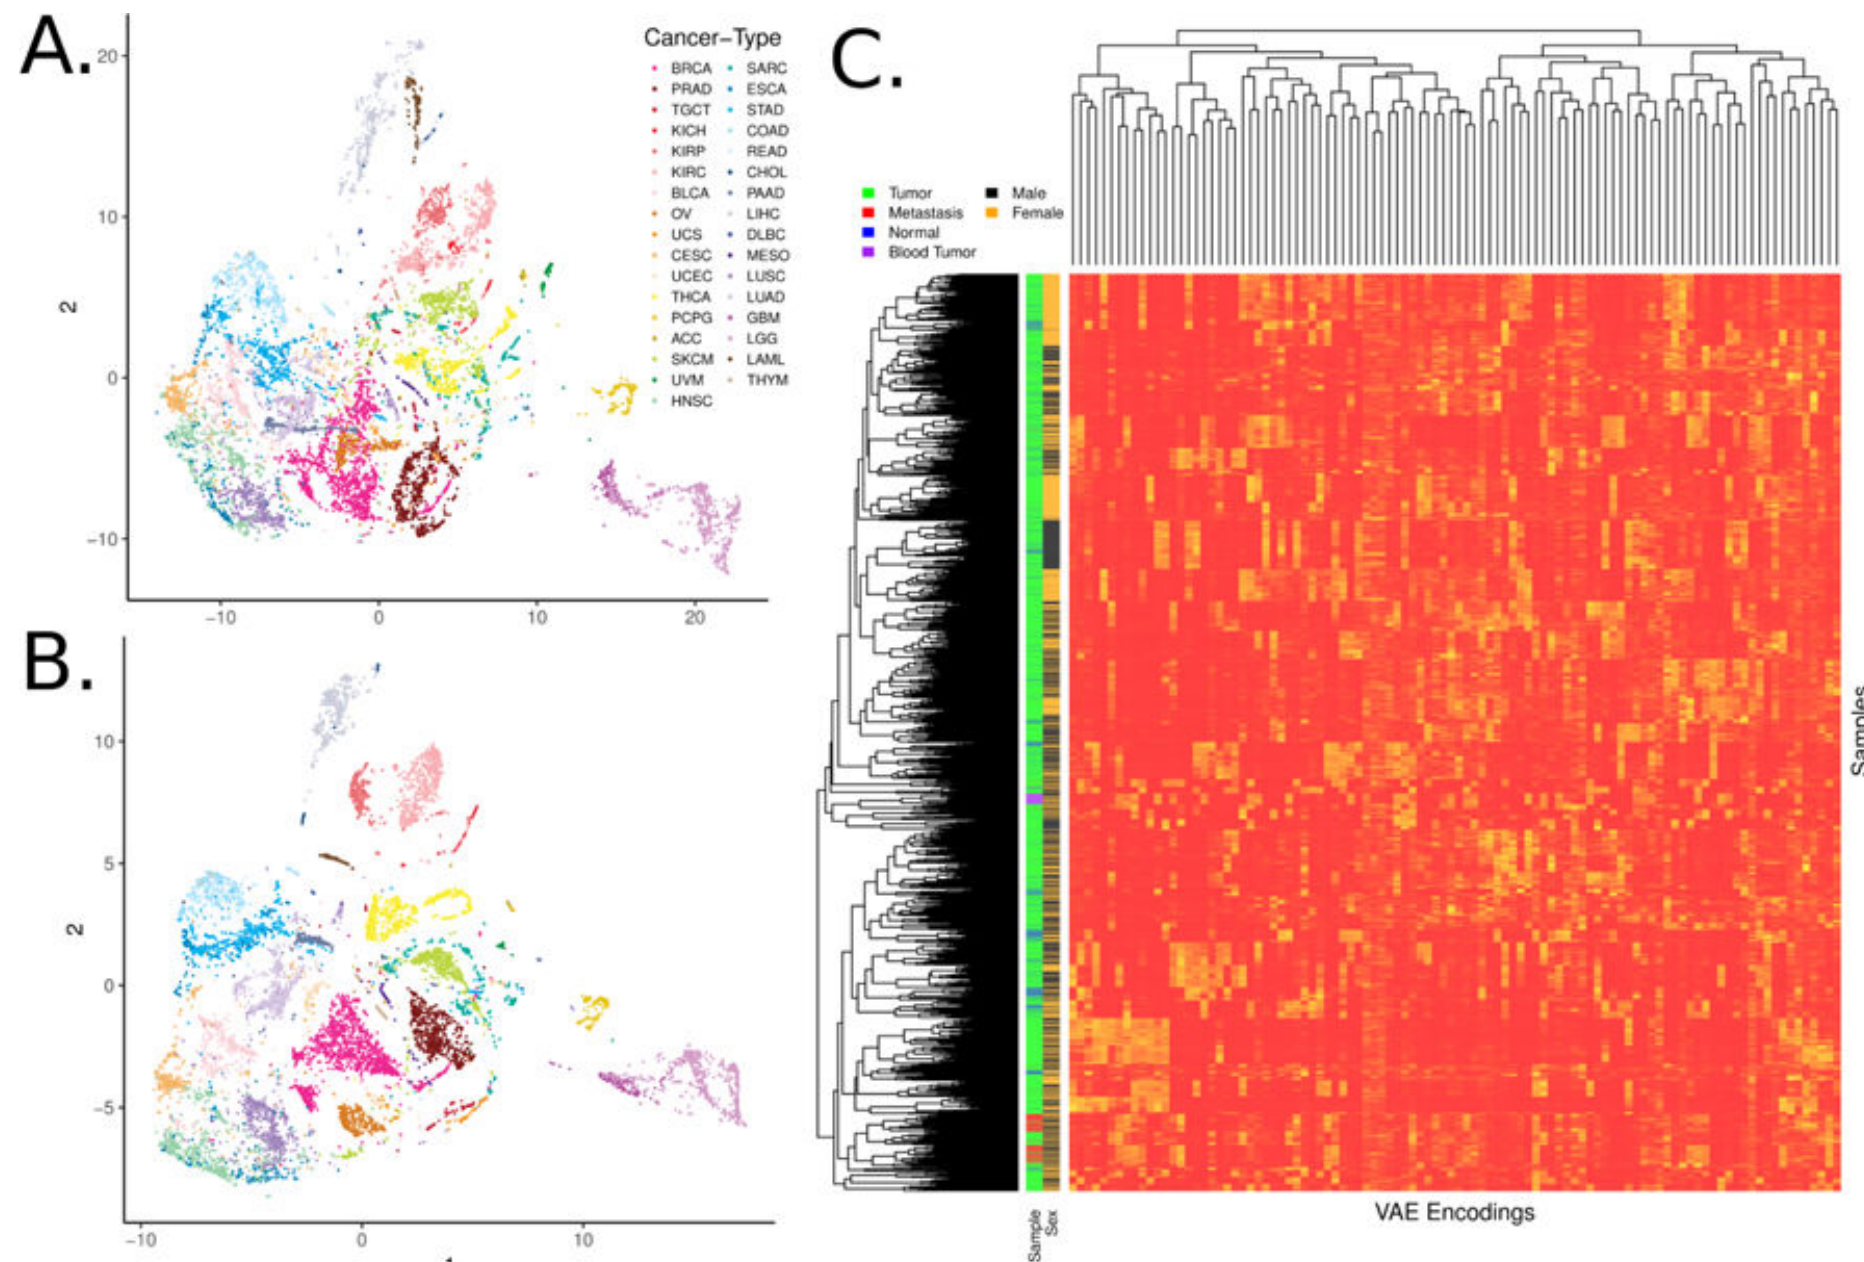 A.
20
10
0
−10
2
−10
0
10
20
Cancer−Type
BRCA SARC
PRAD ESCA
TGCT STAD
KICH COAD
KIRP READ
KIRC CHOL
BLCA PAAD
OV LIHC
UCS DLBC
CESC MESO
UCEC LUSC
THCA LUAD
PCPG GBM
ACC LGG
SKCM LAML
UVM THYM
HNSC
B.
10
5
0
−5
2
−10
0
10
C.
Tumor Male
Metastasis Female
Normal
Blood Tumor
Samples
Sample
Sex
VAE Encodings